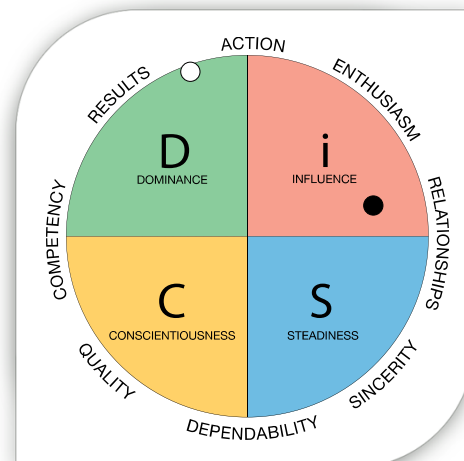 ACTION
RESULTS
ENTHUSIASM
D
DOMINANCE
i
INFLUENCE
COMPETENCY
RELATIONSHIPS
C
CONSCIENTIOUSNESS
S
STEADINESS
QUALITY
SINCERITY
DEPENDABILITY